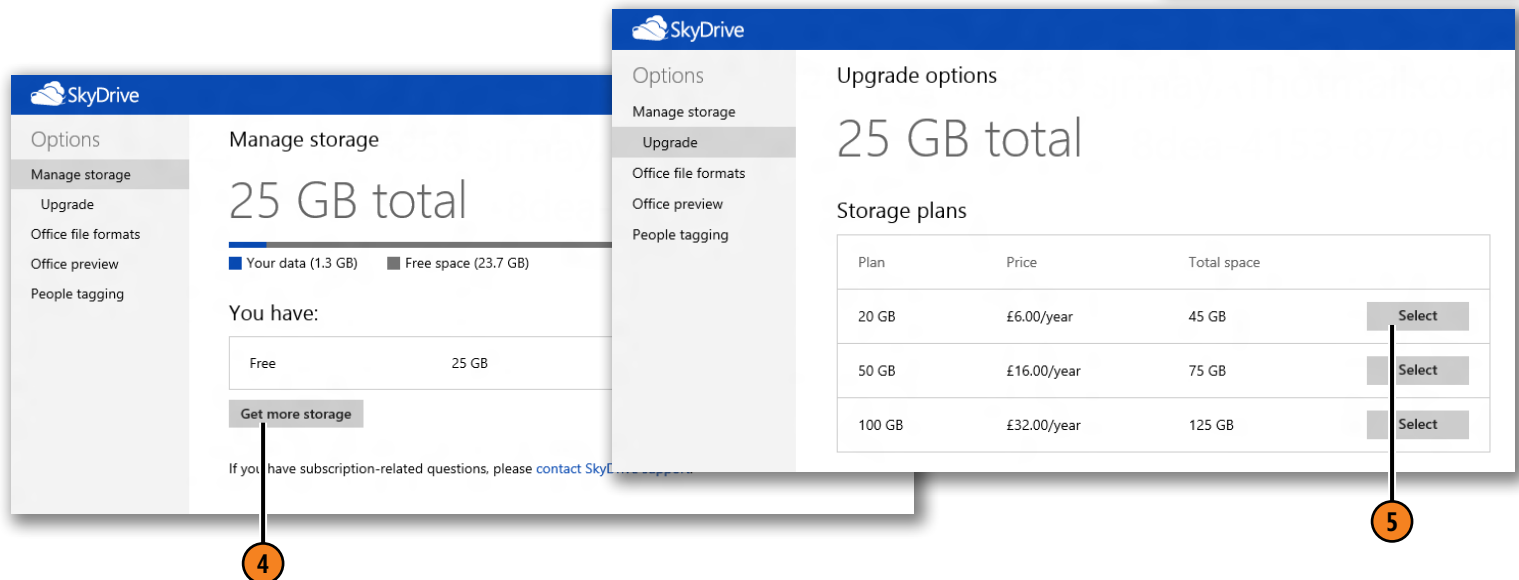 SkyDrive
Options
Manage storage
Upgrade
Office file formats
Office preview
People tagging
Manage storage
25 GB total
Your data (1.3 GB) Free space (23.7 GB)
You have:
Free 25 GB
Get more storage
If you have subscription-related questions, please contact SkyDrive support.
4
SkyDrive
Options
Manage storage
Upgrade
Office file formats
Office preview
People tagging
Upgrade options
25 GB total
Storage plans
Plan Price Total space
20 GB £6.00/year 45 GB Select
50 GB £16.00/year 75 GB Select
100 GB £32.00/year 125 GB Select
5